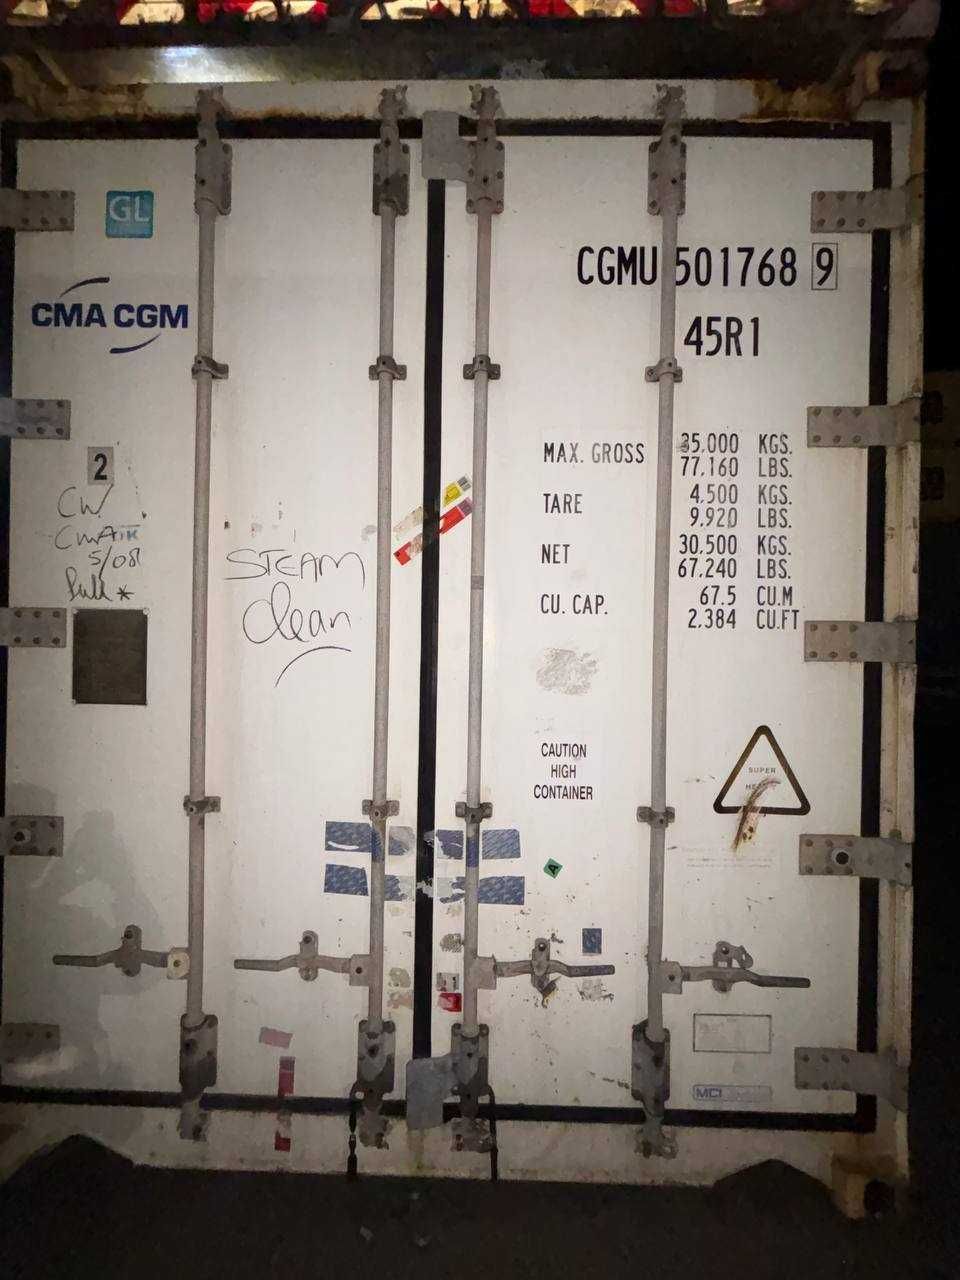 GL
CMA CGM
CGMU 501768 9
45R1
2
CW
CMA
5/08
STEAM
clean
MAX. GROSS 35,000 KGS.
77,160 LBS.
TARE 4,500 KGS.
9,920 LBS.
NET 30,500 KGS.
67,240 LBS.
CU. CAP. 67.5 CU.M
2,384 CU.FT
CAUTION
HIGH
CONTAINER
SUPER
A
MCI